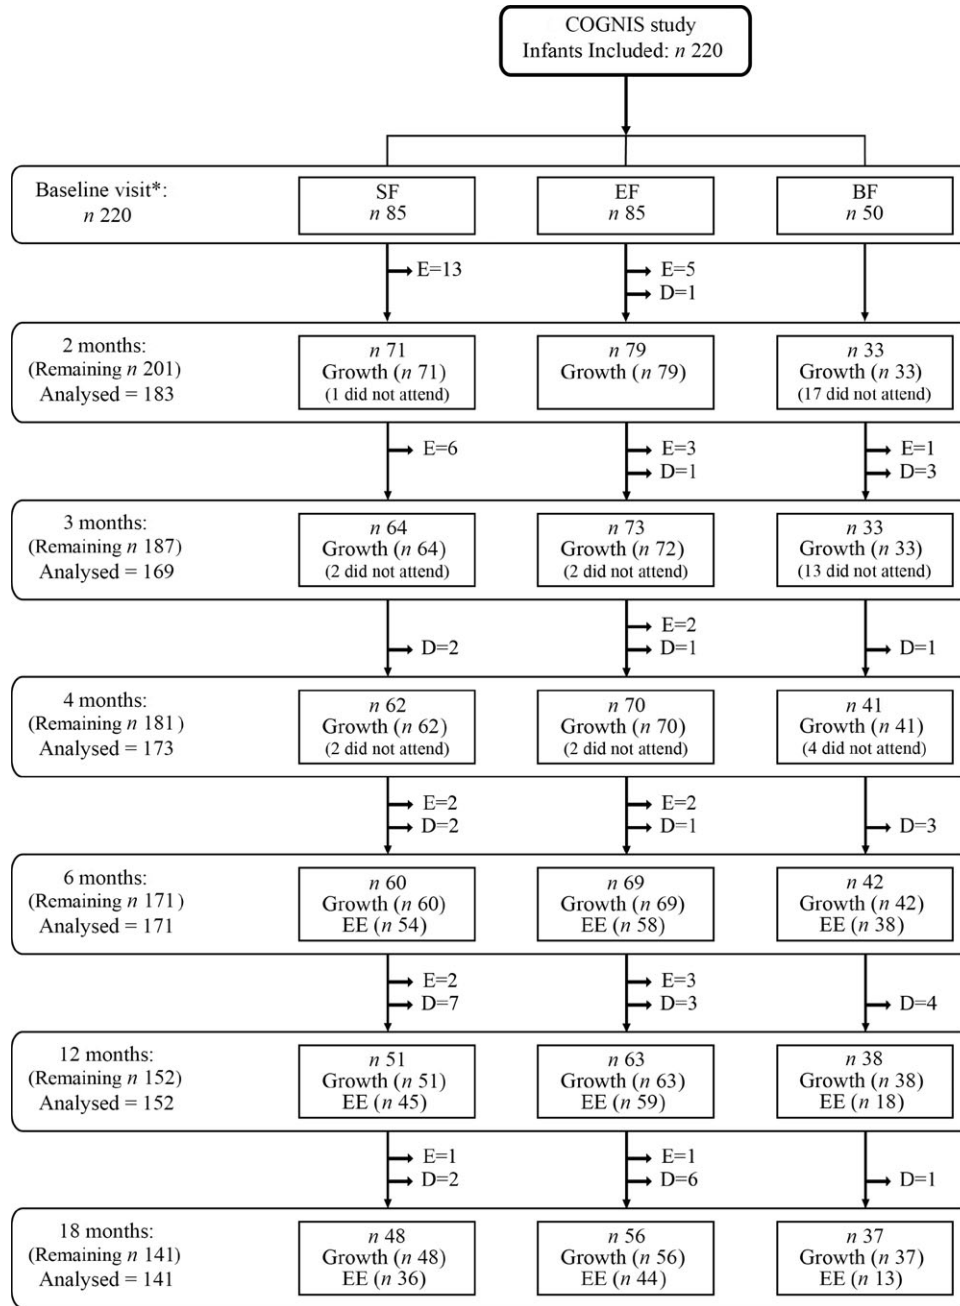 COGNIS study
Infants Included: n 220
Baseline visit*:
n 220
SF
n 85
EF
n 85
BF
n 50
E=13
E=5
D=1
2 months:
(Remaining n 201)
Analysed = 183
n 71
Growth (n 71)
(1 did not attend)
n 79
Growth (n 79)
n 33
Growth (n 33)
(17 did not attend)
E=6
E=3
D=1
E=1
D=3
3 months:
(Remaining n 187)
Analysed = 169
n 64
Growth (n 64)
(2 did not attend)
n 73
Growth (n 72)
(2 did not attend)
n 33
Growth (n 33)
(13 did not attend)
D=2
E=2
D=1
D=1
4 months:
(Remaining n 181)
Analysed = 173
n 62
Growth (n 62)
(2 did not attend)
n 70
Growth (n 70)
(2 did not attend)
n 41
Growth (n 41)
(4 did not attend)
E=2
D=2
E=2
D=1
D=3
6 months:
(Remaining n 171)
Analysed = 171
n 60
Growth (n 60)
EE (n 54)
n 69
Growth (n 69)
EE (n 58)
n 42
Growth (n 42)
EE (n 38)
E=2
D=7
E=3
D=3
D=4
12 months:
(Remaining n 152)
Analysed = 152
n 51
Growth (n 51)
EE (n 45)
n 63
Growth (n 63)
EE (n 59)
n 38
Growth (n 38)
EE (n 18)
E=1
D=2
E=1
D=6
D=1
18 months:
(Remaining n 141)
Analysed = 141
n 48
Growth (n 48)
EE (n 36)
n 56
Growth (n 56)
EE (n 44)
n 37
Growth (n 37)
EE (n 13)